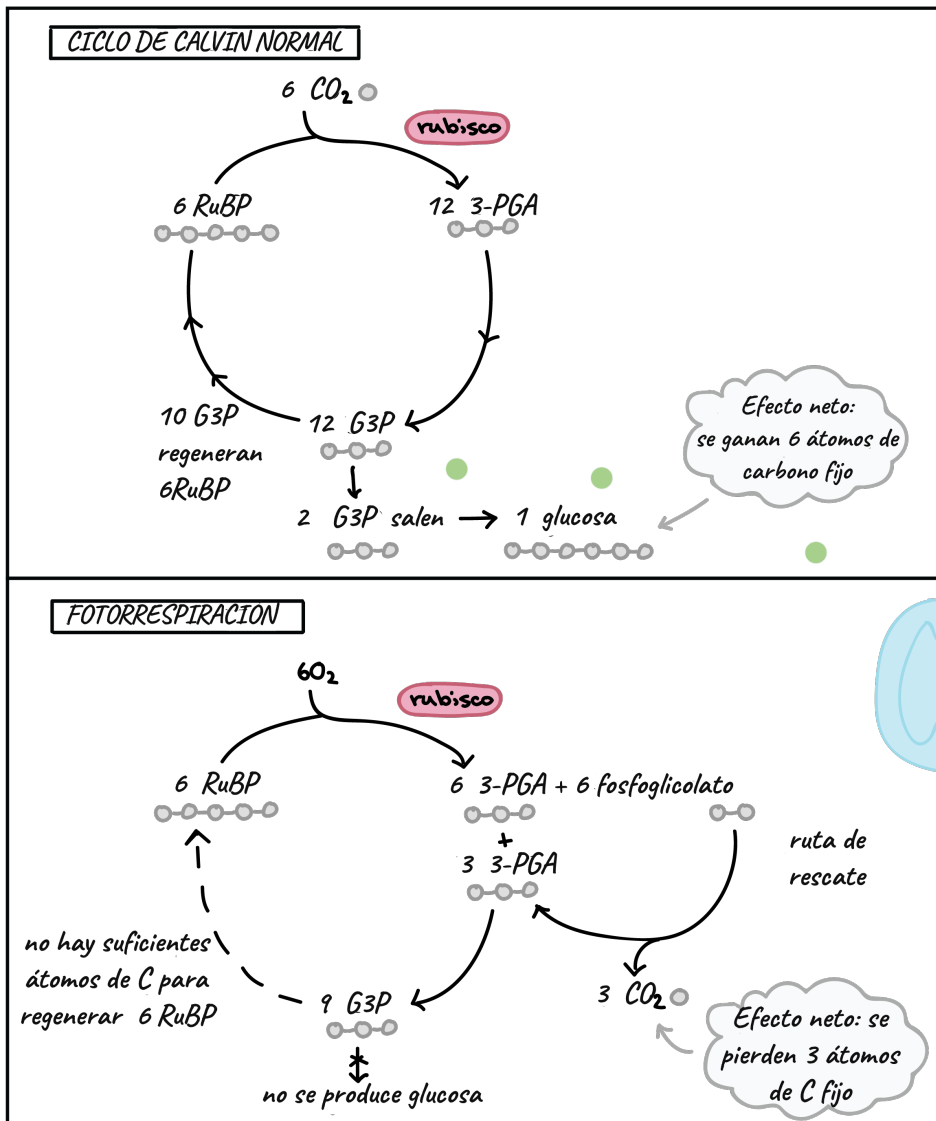 CICLO DE CALVIN NORMAL
6 CO₂
rubisco
6 RuBP
12 3-PGA
10 G3P
regeneran
6RuBP
12 G3P
Efecto neto:
se ganan 6 átomos de
carbono fijo
2 G3P salen
1 glucosa
FOTORRESPIRACION
6O₂
rubisco
6 RuBP
6 3-PGA + 6 fosfoglicolato
+
3 3-PGA
ruta de
rescate
no hay suficientes
átomos de C para
regenerar 6 RuBP
9 G3P
3 CO₂
no se produce glucosa
Efecto neto: se
pierden 3 átomos
de C fijo